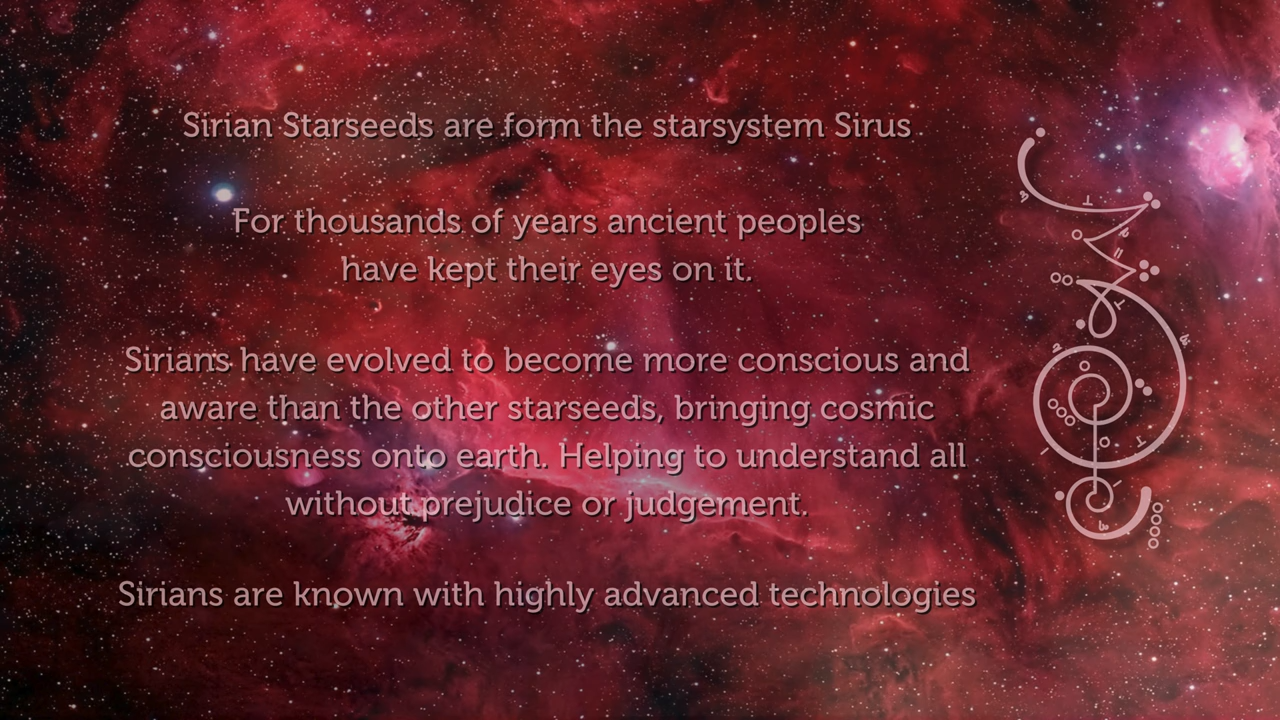 Sirian Starseeds are form the starsystem Sirus
For thousands of years ancient peoples
have kept their eyes on it.
Sirians have evolved to become more conscious and
aware than the other starseeds, bringing cosmic
consciousness onto earth. Helping to understand all
without prejudice or judgement.
Sirians are known with highly advanced technologies